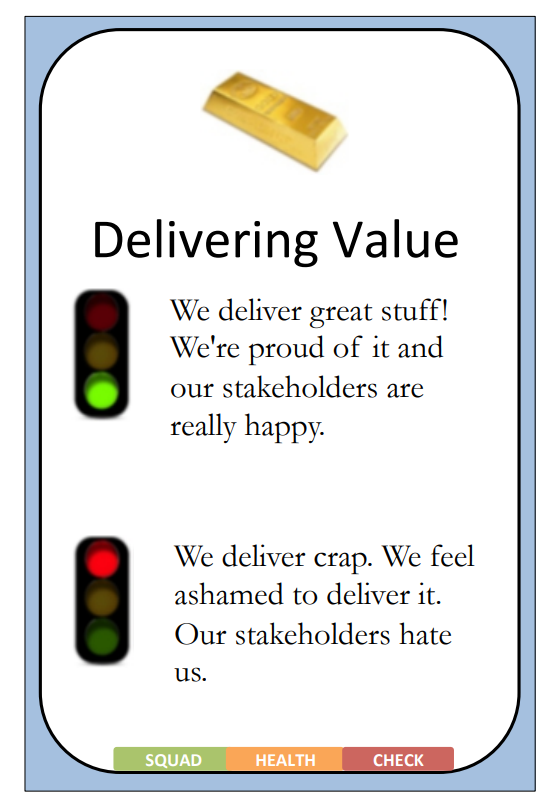 Delivering Value
We deliver great stuff!
We're proud of it and
our stakeholders are
really happy.
We deliver crap. We feel
ashamed to deliver it.
Our stakeholders hate
us.
SQUAD HEALTH CHECK